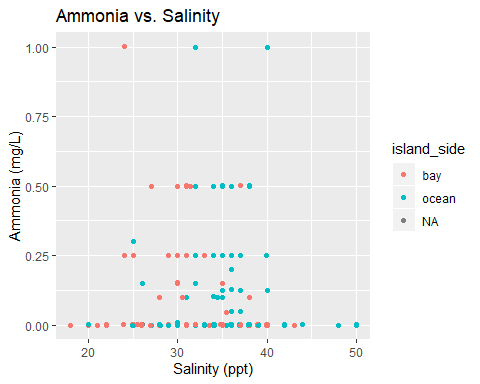 Ammonia vs. Salinity
1.00
0.75
0.50
0.25
0.00
Ammonia (mg/L)
20 30 40 50
Salinity (ppt)
island_side
bay
ocean
NA